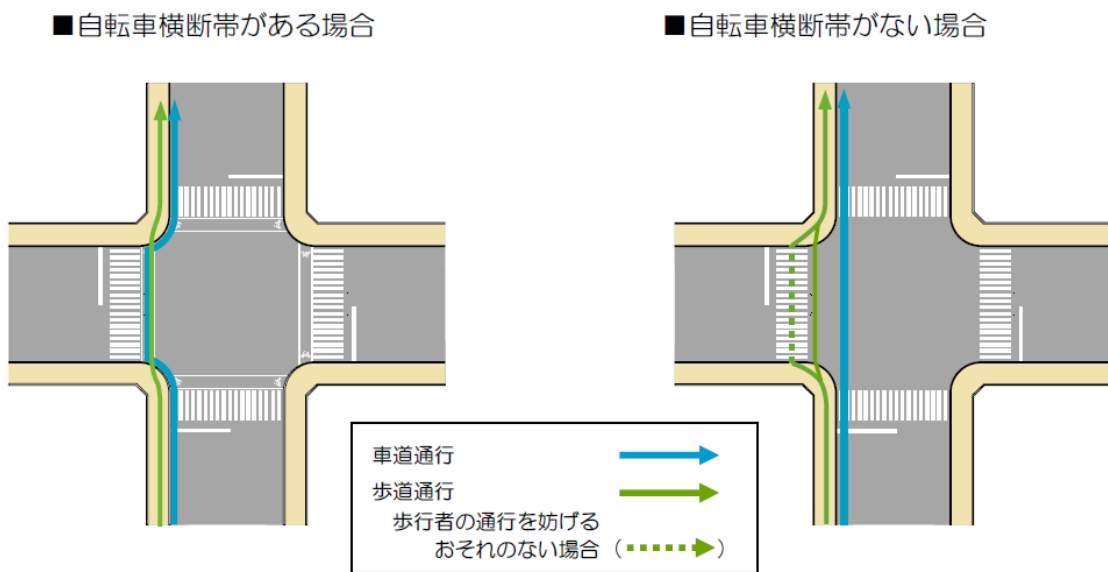 ■自転車横断帯がある場合
■自転車横断帯がない場合
車道通行
歩道通行
歩行者の通行を妨げる
おそれのない場合（　　　）